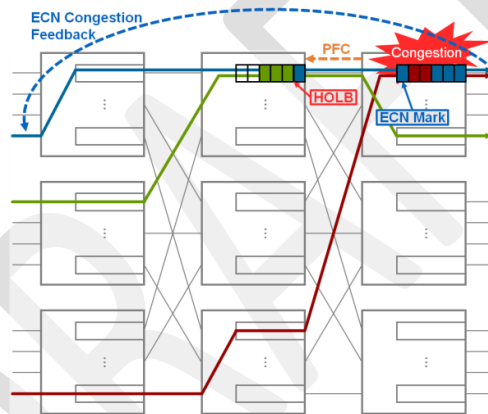 ECN Congestion
Feedback
PFC
Congestion
HOLB
ECN Mark